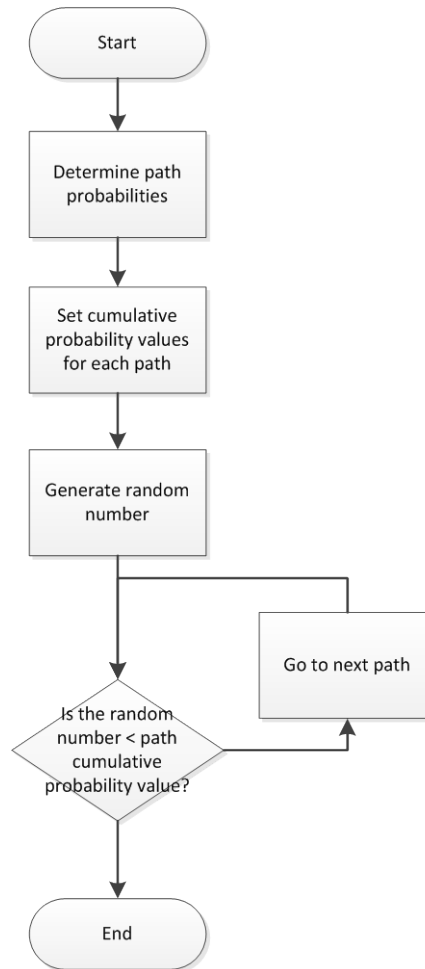 Start
Determine path
probabilities
Set cumulative
probability values
for each path
Generate random
number
Go to next path
Is the random
number < path
cumulative
probability value?
End